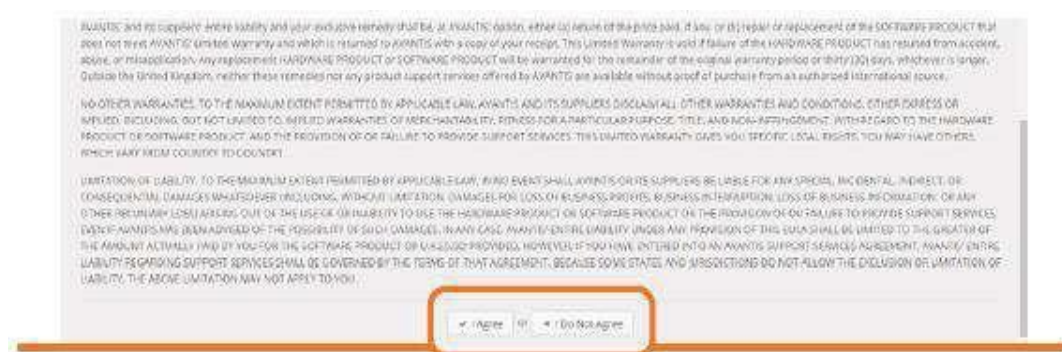 AVANTIS' and its suppliers' entire liability and your exclusive remedy shall be, at AVANTIS' option, either (a) return of the price paid, if any, or (b) repair or replacement of the SOFTWARE PRODUCT that
does not meet AVANTIS' Limited Warranty and which is returned to AVANTIS with a copy of your receipt. This Limited Warranty is void if failure of the HARDWARE PRODUCT has resulted from accident,
abuse, or misapplication. Any replacement HARDWARE PRODUCT or SOFTWARE PRODUCT will be warranted for the remainder of the original warranty period or thirty (30) days, whichever is longer.
Outside the United Kingdom, neither these remedies nor any product support services offered by AVANTIS are available without proof of purchase from an authorized international source.
NO OTHER WARRANTIES. TO THE MAXIMUM EXTENT PERMITTED BY APPLICABLE LAW, AVANTIS AND ITS SUPPLIERS DISCLAIM ALL OTHER WARRANTIES AND CONDITIONS, EITHER EXPRESS OR
IMPLIED, INCLUDING, BUT NOT LIMITED TO, IMPLIED WARRANTIES OF MERCHANTABILITY, FITNESS FOR A PARTICULAR PURPOSE, TITLE, AND NON-INFRINGEMENT, WITH REGARD TO THE HARDWARE
PRODUCT OR SOFTWARE PRODUCT, AND THE PROVISION OF OR FAILURE TO PROVIDE SUPPORT SERVICES. THIS LIMITED WARRANTY GIVES YOU SPECIFIC LEGAL RIGHTS. YOU MAY HAVE OTHERS,
WHICH VARY FROM COUNTRY TO COUNTRY.
LIMITATION OF LIABILITY. TO THE MAXIMUM EXTENT PERMITTED BY APPLICABLE LAW, IN NO EVENT SHALL AVANTIS OR ITS SUPPLIERS BE LIABLE FOR ANY SPECIAL, INCIDENTAL, INDIRECT, OR
CONSEQUENTIAL DAMAGES WHATSOEVER (INCLUDING, WITHOUT LIMITATION, DAMAGES FOR LOSS OF BUSINESS PROFITS, BUSINESS INTERRUPTION, LOSS OF BUSINESS INFORMATION, OR ANY
OTHER PECUNIARY LOSS) ARISING OUT OF THE USE OF OR INABILITY TO USE THE HARDWARE PRODUCT OR SOFTWARE PRODUCT OR THE PROVISION OF OR FAILURE TO PROVIDE SUPPORT SERVICES,
EVEN IF AVANTIS HAS BEEN ADVISED OF THE POSSIBILITY OF SUCH DAMAGES. IN ANY CASE, AVANTIS' ENTIRE LIABILITY UNDER ANY PROVISION OF THIS EULA SHALL BE LIMITED TO THE GREATER OF
THE AMOUNT ACTUALLY PAID BY YOU FOR THE SOFTWARE PRODUCT OR PROVIDED, HOWEVER, IF YOU HAVE ENTERED INTO AN AVANTIS SUPPORT SERVICES AGREEMENT, AVANTIS' ENTIRE
LIABILITY REGARDING SUPPORT SERVICES SHALL BE GOVERNED BY THE TERMS OF THAT AGREEMENT. BECAUSE SOME STATES AND JURISDICTIONS DO NOT ALLOW THE EXCLUSION OR LIMITATION OF
LIABILITY, THE ABOVE LIMITATION MAY NOT APPLY TO YOU.
I Agree or I Do Not Agree